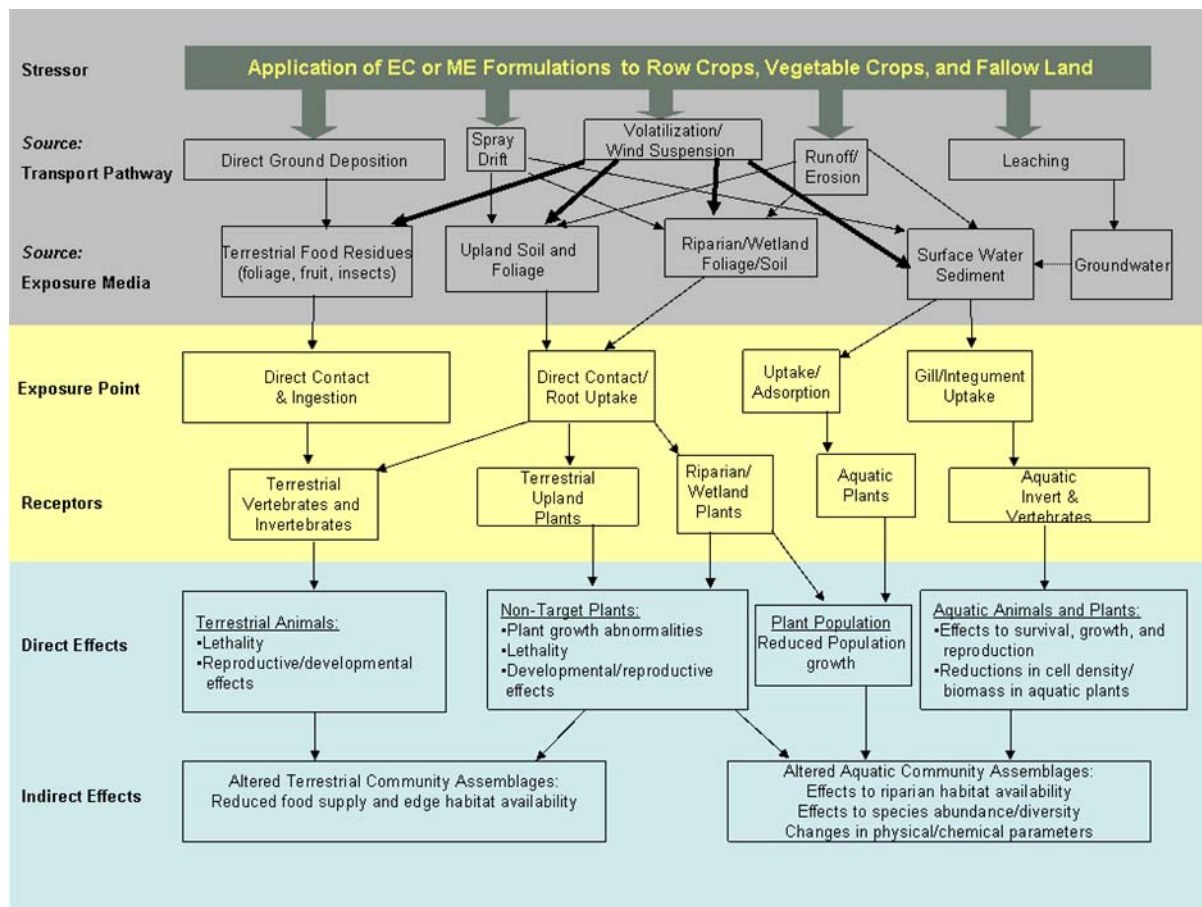 Stressor
Application of EC or ME Formulations to Row Crops, Vegetable Crops, and Fallow Land
Source:
Transport Pathway
Direct Ground Deposition
Spray
Drift
Volatilization/
Wind Suspension
Runoff/
Erosion
Leaching
Source:
Exposure Media
Terrestrial Food Residues
(foliage, fruit, insects)
Upland Soil and
Foliage
Riparian/Wetland
Foliage/Soil
Surface Water
Sediment
Groundwater
Exposure Point
Direct Contact
& Ingestion
Direct Contact/
Root Uptake
Uptake/
Adsorption
Gill/Integument
Uptake
Receptors
Terrestrial
Vertebrates and
Invertebrates
Terrestrial
Upland
Plants
Riparian/
Wetland
Plants
Aquatic
Plants
Aquatic
Invert &
Vertebrates
Direct Effects
Terrestrial Animals:
•Lethality
•Reproductive/developmental
effects
Non-Target Plants:
•Plant growth abnormalities
•Lethality
•Developmental/reproductive
effects
Plant Population
Reduced Population
growth
Aquatic Animals and Plants:
•Effects to survival, growth, and
reproduction
•Reductions in cell density/
biomass in aquatic plants
Indirect Effects
Altered Terrestrial Community Assemblages:
Reduced food supply and edge habitat availability
Altered Aquatic Community Assemblages:
Effects to riparian habitat availability
Effects to species abundance/diversity
Changes in physical/chemical parameters